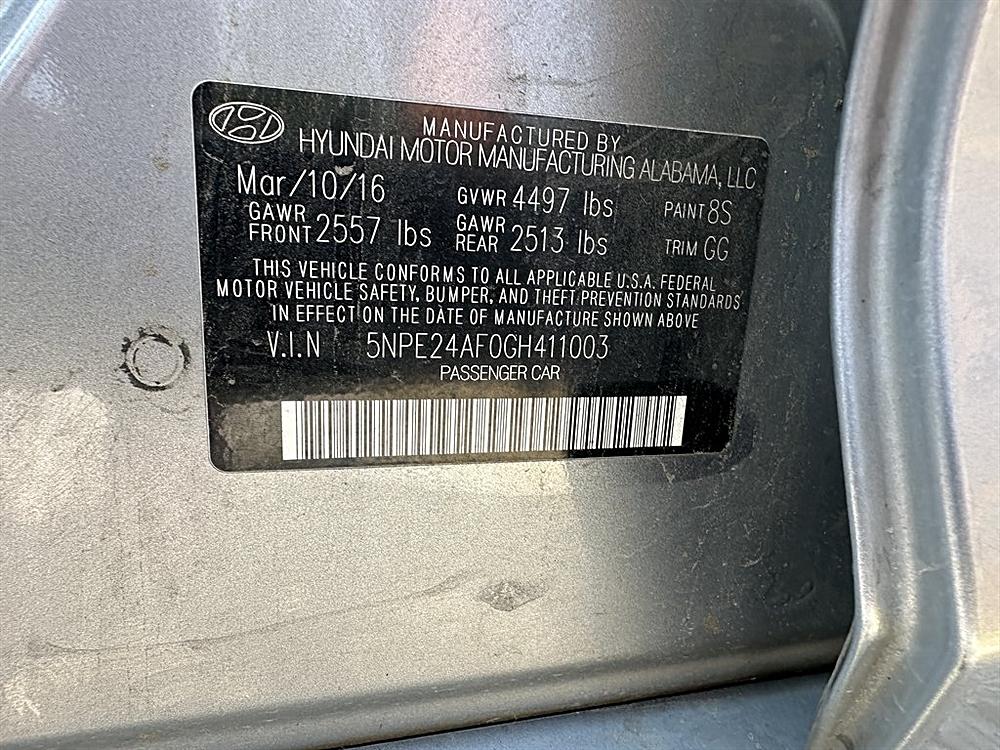 MANUFACTURED BY
HYUNDAI MOTOR MANUFACTURING ALABAMA, LLC
Mar/10/16 GVWR 4497 lbs PAINT 8S
GAWR FRONT 2557 lbs GAWR REAR 2513 lbs TRIM GG
THIS VEHICLE CONFORMS TO ALL APPLICABLE U.S.A. FEDERAL
MOTOR VEHICLE SAFETY, BUMPER, AND THEFT PREVENTION STANDARDS
IN EFFECT ON THE DATE OF MANUFACTURE SHOWN ABOVE
V.I.N 5NPE24AF0GH411003
PASSENGER CAR